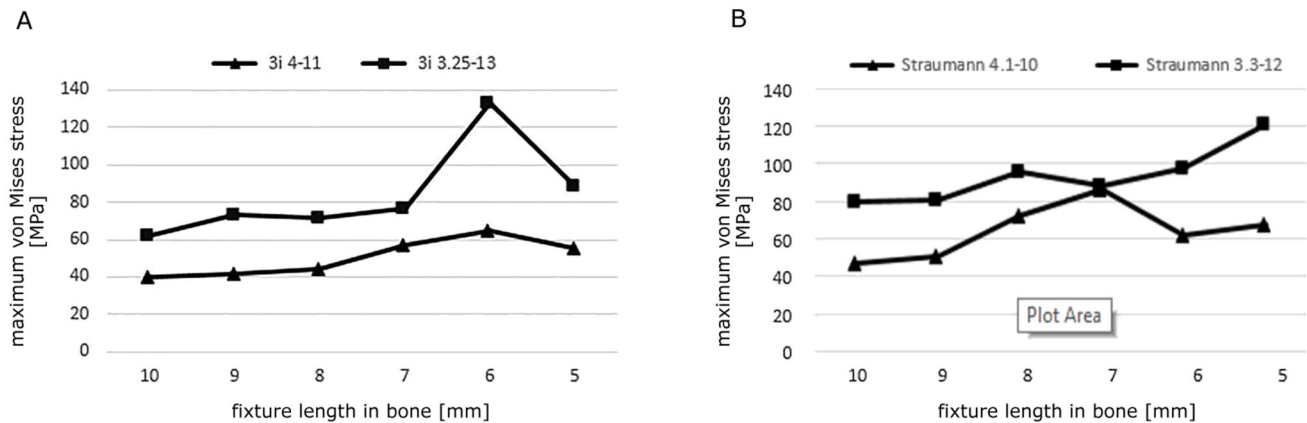 A
3i 4-11
3i 3.25-13
maximum von Mises stress
[MPa]
140
120
100
80
60
40
20
0
10 9 8 7 6 5
fixture length in bone [mm]
B
Straumann 4.1-10
Straumann 3.3-12
maximum von Mises stress
[MPa]
140
120
100
80
60
40
20
0
Plot Area
10 9 8 7 6 5
fixture length in bone [mm]